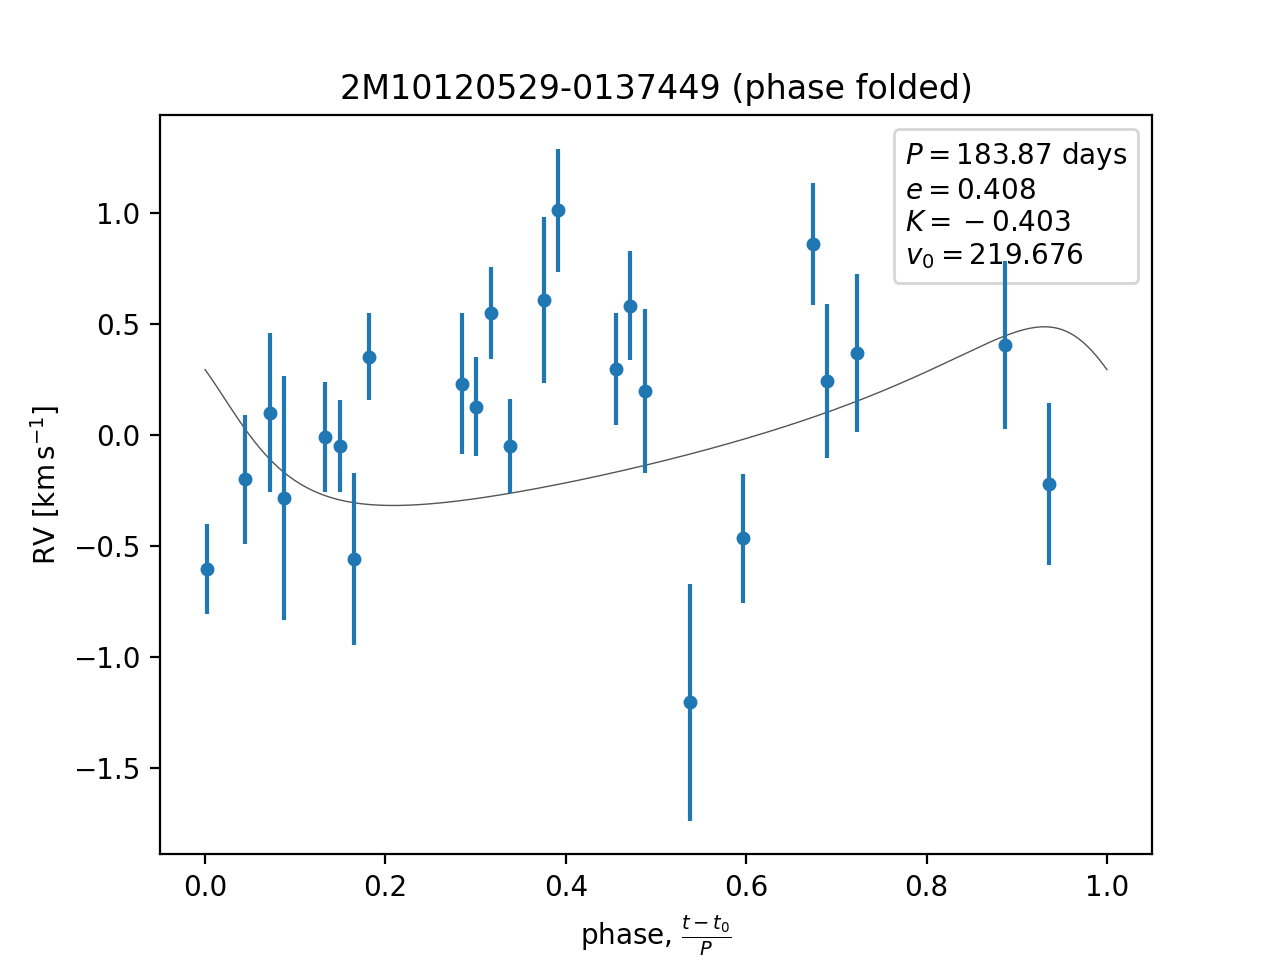 2M10120529-0137449 (phase folded)
P = 183.87 days
e = 0.408
K = −0.403
v₀ = 219.676
1.0
0.5
0.0
−0.5
−1.0
−1.5
RV [km s⁻¹]
0.0 0.2 0.4 0.6 0.8 1.0
phase, (t − t₀)/P